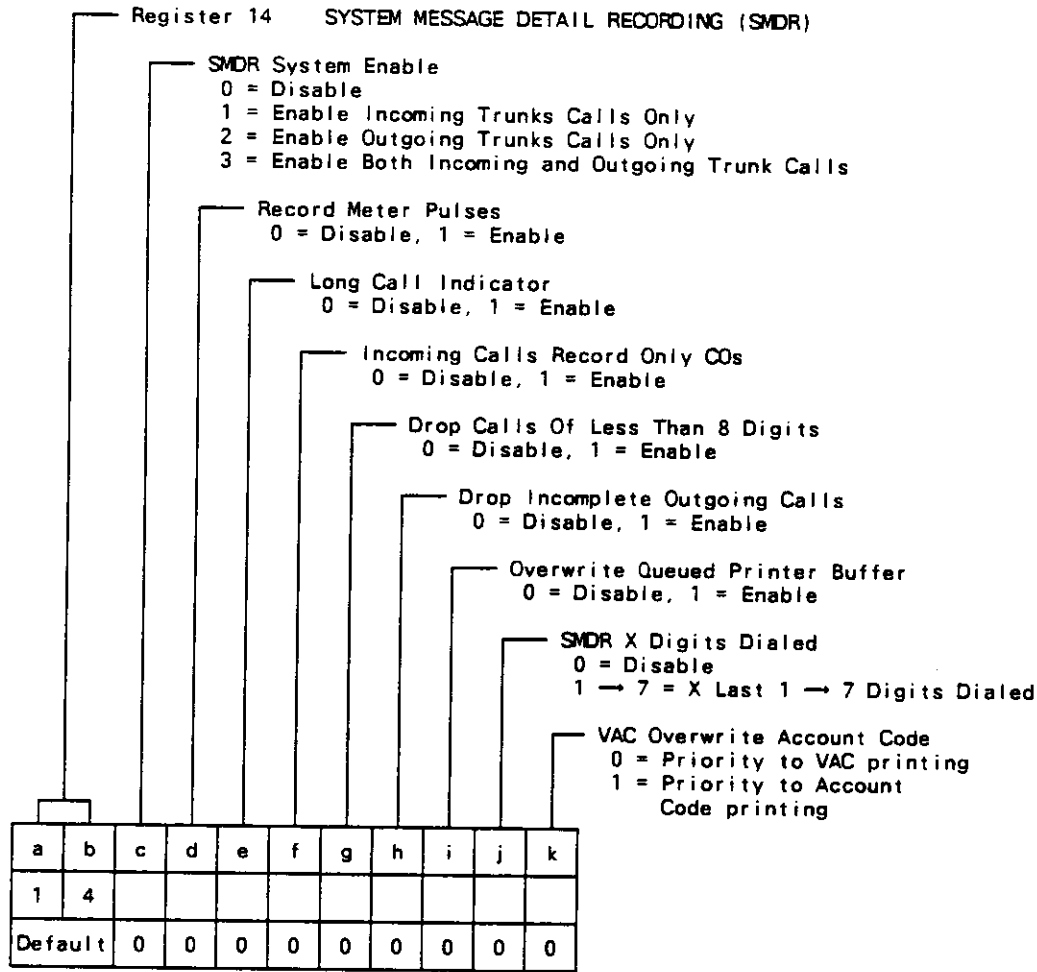 Register 14 SYSTEM MESSAGE DETAIL RECORDING (SMDR)
SMDR System Enable
0 = Disable
1 = Enable Incoming Trunks Calls Only
2 = Enable Outgoing Trunks Calls Only
3 = Enable Both Incoming and Outgoing Trunk Calls
Record Meter Pulses
0 = Disable, 1 = Enable
Long Call Indicator
0 = Disable, 1 = Enable
Incoming Calls Record Only COs
0 = Disable, 1 = Enable
Drop Calls Of Less Than 8 Digits
0 = Disable, 1 = Enable
Drop Incomplete Outgoing Calls
0 = Disable, 1 = Enable
Overwrite Queued Printer Buffer
0 = Disable, 1 = Enable
SMDR X Digits Dialed
0 = Disable
1 → 7 = X Last 1 → 7 Digits Dialed
VAC Overwrite Account Code
0 = Priority to VAC printing
1 = Priority to Account
Code printing
a b c d e f g h i j k
1 4
Default 0 0 0 0 0 0 0 0 0